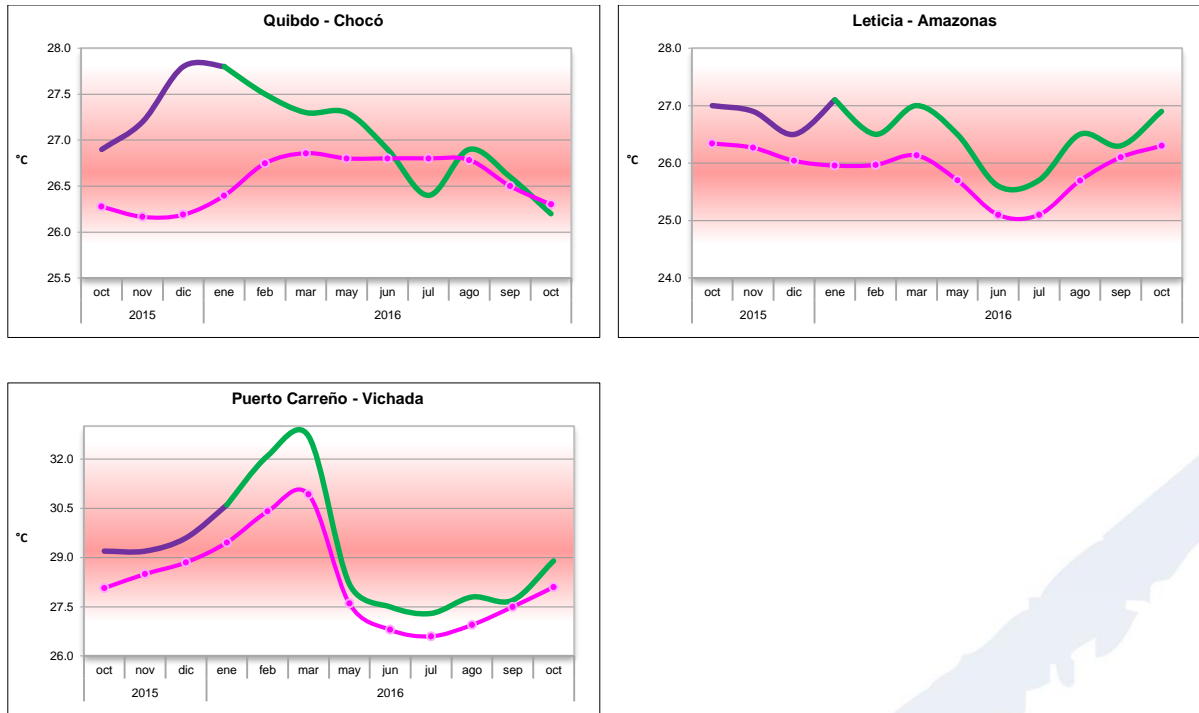 Quibdo - Chocó
28.0
27.5
27.0
°C
26.5
26.0
25.5
oct nov dic ene feb mar may jun jul ago sep oct
2015 2016
Leticia - Amazonas
28.0
27.0
26.0
°C
25.0
24.0
oct nov dic ene feb mar may jun jul ago sep oct
2015 2016
Puerto Carreño - Vichada
32.0
30.5
°C
29.0
27.5
26.0
oct nov dic ene feb mar may jun jul ago sep oct
2015 2016